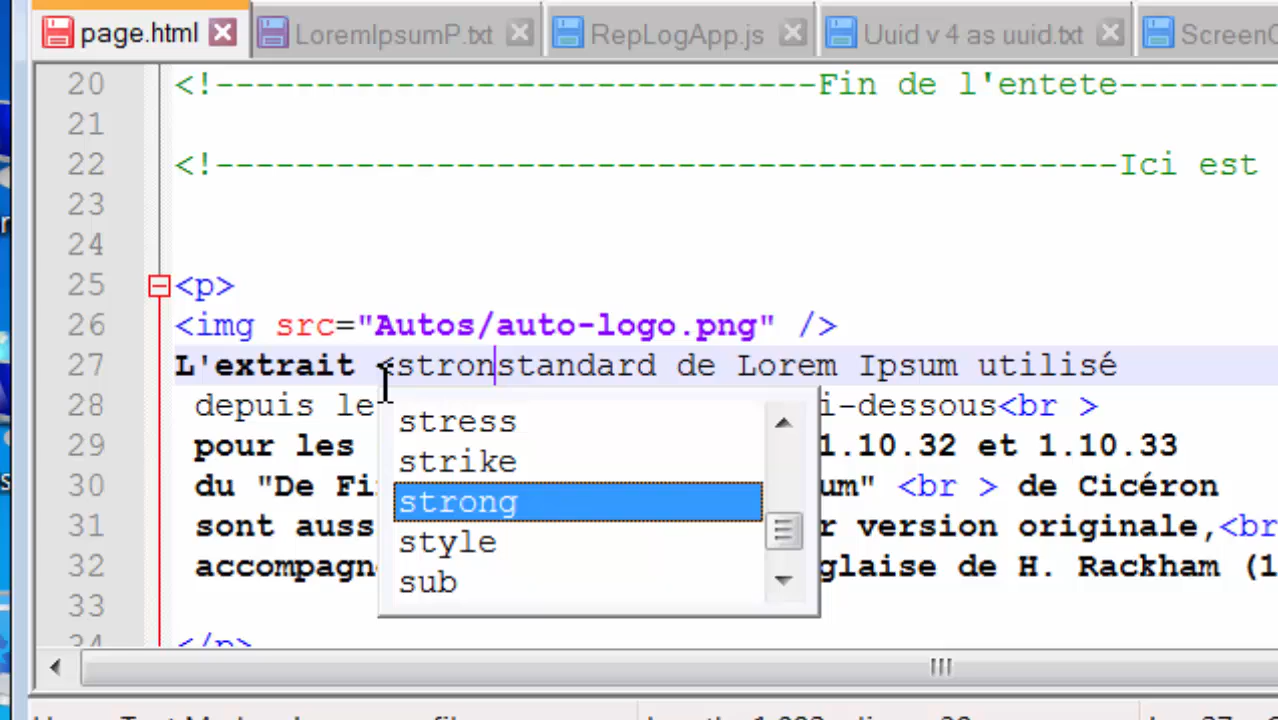 page.html LoremIpsumP.txt RepLogApp.js Uuid v 4 as uuid.txt
20 <!------------------------------Fin de l'entete--------
21
22 <!---------------------------------------------Ici est
23
24
25 <p>
26 <img src="Autos/auto-logo.png" />
27 L'extrait <stronstandard de Lorem Ipsum utilisé
28 depuis le i-dessous<br >
29 pour les 1.10.32 et 1.10.33
30 du "De Fi um" <br > de Cicéron
31 sont auss r version originale,<br
32 accompagn glaise de H. Rackham (1
33
34 </p>
stress
strike
strong
style
sub